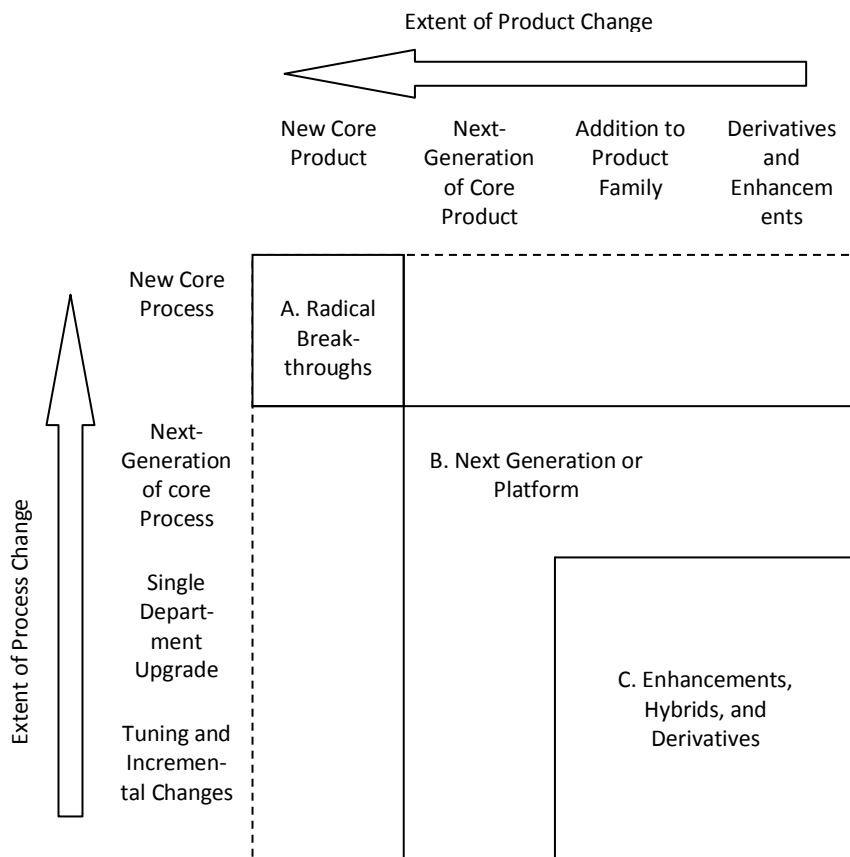 Extent of Product Change
New Core
Product
Next-
Generation
of Core
Product
Addition to
Product
Family
Derivatives
and
Enhancem
ents
New Core
Process
A. Radical
Break-
throughs
Next-
Generation
of core
Process
B. Next Generation or
Platform
Extent of Process Change
Single
Depart-
ment
Upgrade
C. Enhancements,
Hybrids, and
Derivatives
Tuning and
Incremen-
tal Changes